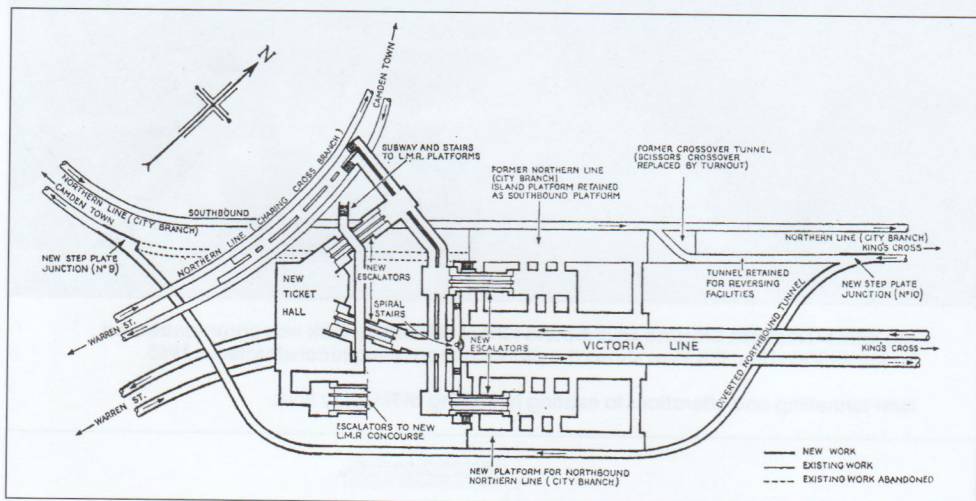 N
CAMDEN TOWN
SUBWAY AND STAIRS
TO L.M.R. PLATFORMS
FORMER NORTHERN LINE
(CITY BRANCH)
ISLAND PLATFORM RETAINED
AS SOUTHBOUND PLATFORM
FORMER CROSSOVER TUNNEL
(SCISSORS CROSSOVER
REPLACED BY TURNOUT)
NORTHERN LINE (CITY BRANCH)
CAMDEN TOWN
SOUTHBOUND
NORTHERN LINE (CHARING CROSS BRANCH)
NEW STEP PLATE
JUNCTION (Nº 9)
NEW
TICKET
HALL
NEW
ESCALATORS
SPIRAL
STAIRS
NEW
ESCALATORS
NORTHERN LINE (CITY BRANCH)
KING'S CROSS
TUNNEL RETAINED
FOR REVERSING
FACILITIES
NEW STEP PLATE
JUNCTION (Nº 10)
WARREN ST.
VICTORIA LINE
KING'S CROSS
DIVERTED NORTHBOUND TUNNEL
WARREN ST.
ESCALATORS TO NEW
L.M.R CONCOURSE
NEW PLATFORM FOR NORTHBOUND
NORTHERN LINE (CITY BRANCH)
NEW WORK
EXISTING WORK
EXISTING WORK ABANDONED